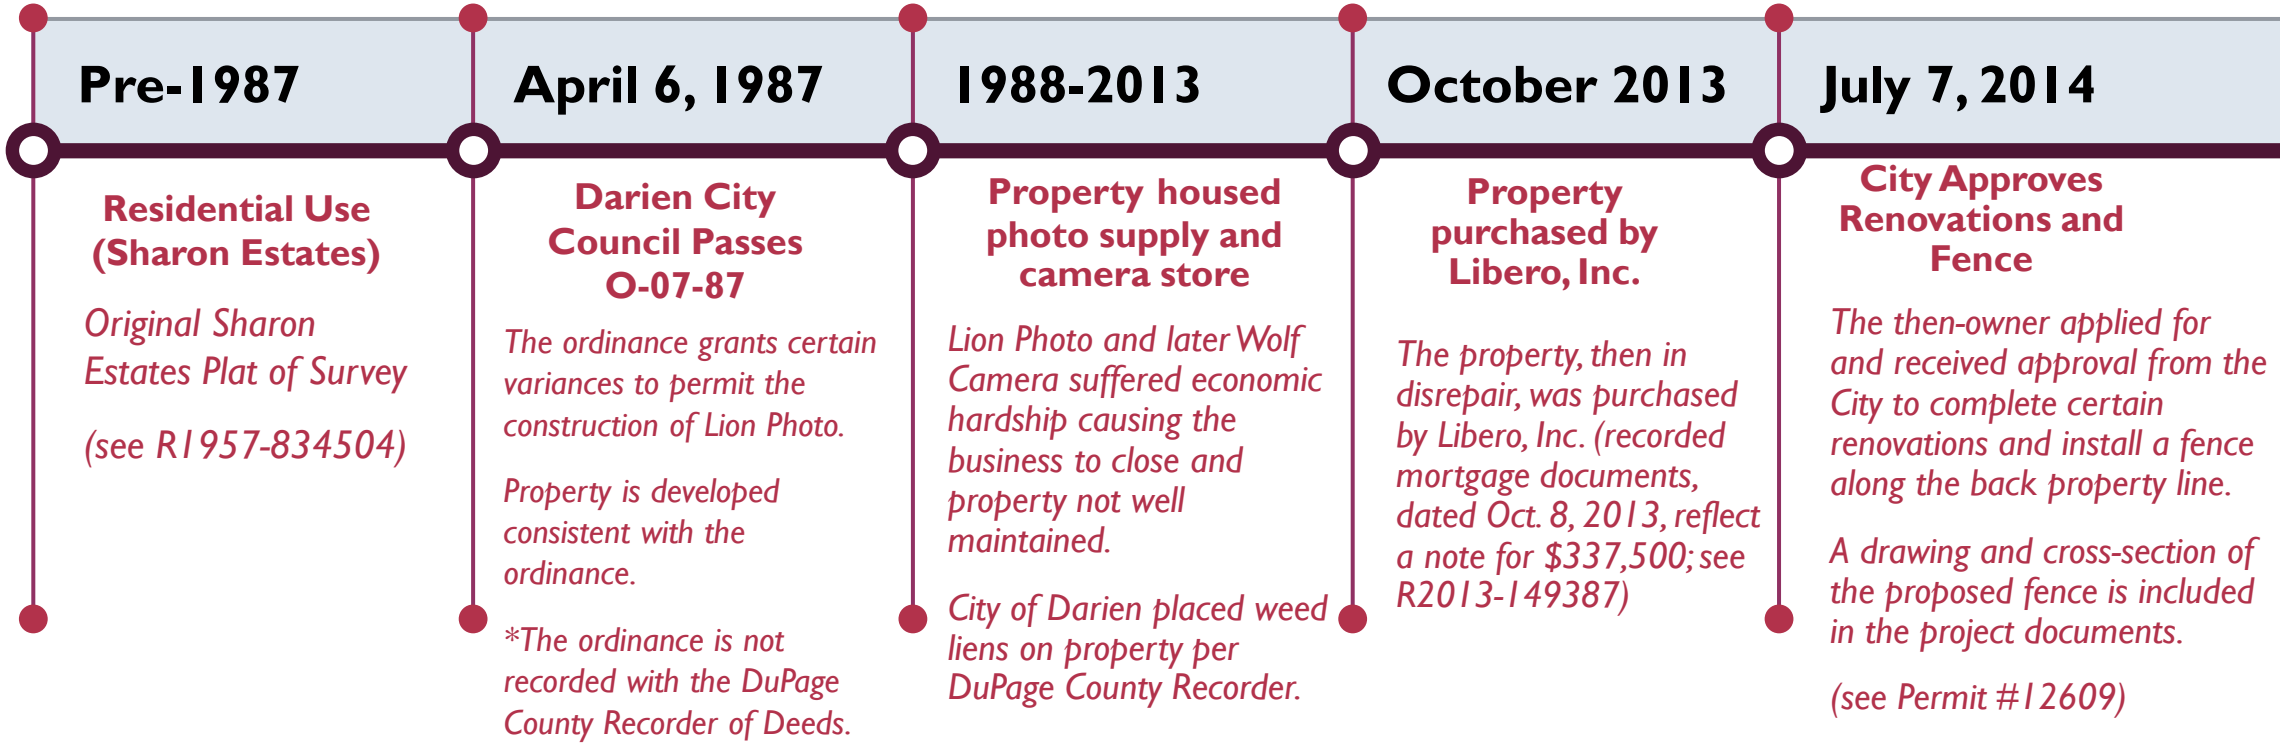 Pre-1987
Residential Use
(Sharon Estates)
Original Sharon
Estates Plat of Survey
(see R1957-834504)
April 6, 1987
Darien City
Council Passes
O-07-87
The ordinance grants certain
variances to permit the
construction of Lion Photo.
Property is developed
consistent with the
ordinance.
*The ordinance is not
recorded with the DuPage
County Recorder of Deeds.
1988-2013
Property housed
photo supply and
camera store
Lion Photo and later Wolf
Camera suffered economic
hardship causing the
business to close and
property not well
maintained.
City of Darien placed weed
liens on property per
DuPage County Recorder.
October 2013
Property
purchased by
Libero, Inc.
The property, then in
disrepair, was purchased
by Libero, Inc. (recorded
mortgage documents,
dated Oct. 8, 2013, reflect
a note for $337,500; see
R2013-149387)
July 7, 2014
City Approves
Renovations and
Fence
The then-owner applied for
and received approval from the
City to complete certain
renovations and install a fence
along the back property line.
A drawing and cross-section of
the proposed fence is included
in the project documents.
(see Permit #12609)